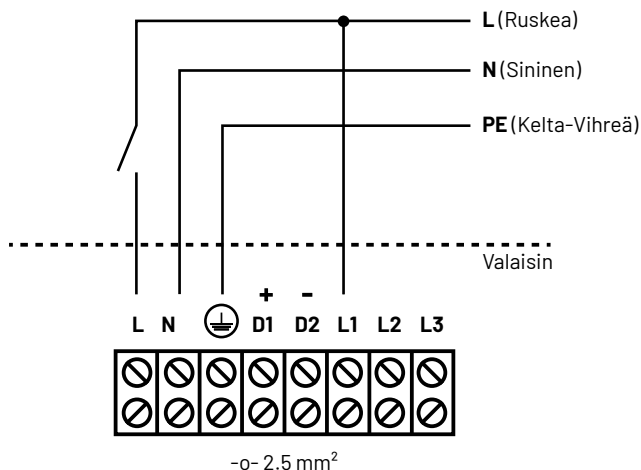 L (Ruskea)
N (Sininen)
PE (Kelta-Vihreä)
Valaisin
+ -
L N D1 D2 L1 L2 L3
-o- 2.5 mm²